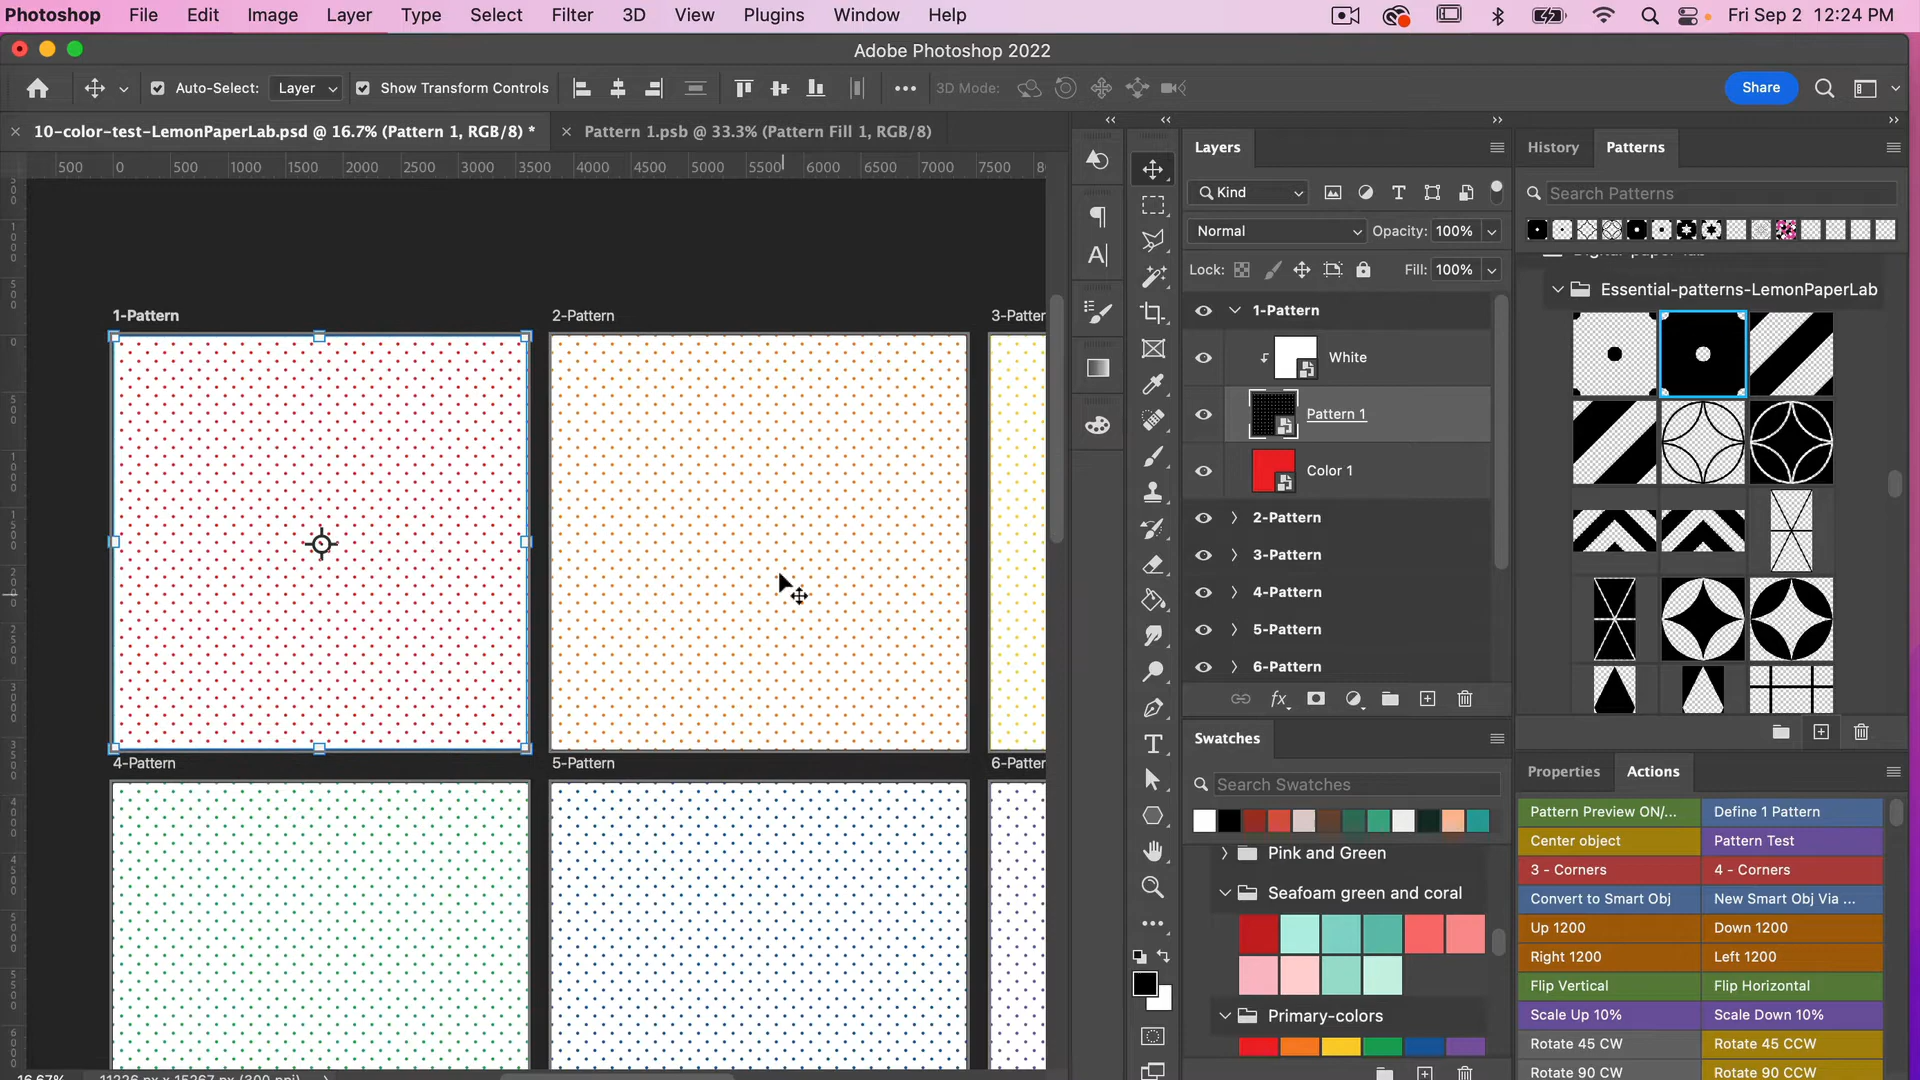 Photoshop File Edit Image Layer Type Select Filter 3D View Plugins Window Help Fri Sep 2 12:24 PM
Adobe Photoshop 2022
Auto-Select: Layer Show Transform Controls 3D Mode: Share
10-color-test-LemonPaperLab.psd @ 16.7% (Pattern 1, RGB/8) * Pattern 1.psb @ 33.3% (Pattern Fill 1, RGB/8)
500 0 500 1000 1500 2000 2500 3000 3500 4000 4500 5000 5500 6000 6500 7000 7500
1-Pattern 2-Pattern 3-Patter
4-Pattern 5-Pattern 6-Patter
Layers
Kind
Normal Opacity: 100%
Lock: Fill: 100%
1-Pattern
White
Pattern 1
Color 1
2-Pattern
3-Pattern
4-Pattern
5-Pattern
6-Pattern
fx
Swatches
Search Swatches
Pink and Green
Seafoam green and coral
Primary-colors
History Patterns
Search Patterns
Essential-patterns-LemonPaperLab
Properties Actions
Pattern Preview ON/... Define 1 Pattern
Center object Pattern Test
3 - Corners 4 - Corners
Convert to Smart Obj New Smart Obj Via ...
Up 1200 Down 1200
Right 1200 Left 1200
Flip Vertical Flip Horizontal
Scale Up 10% Scale Down 10%
Rotate 45 CW Rotate 45 CCW
Rotate 90 CW Rotate 90 CCW